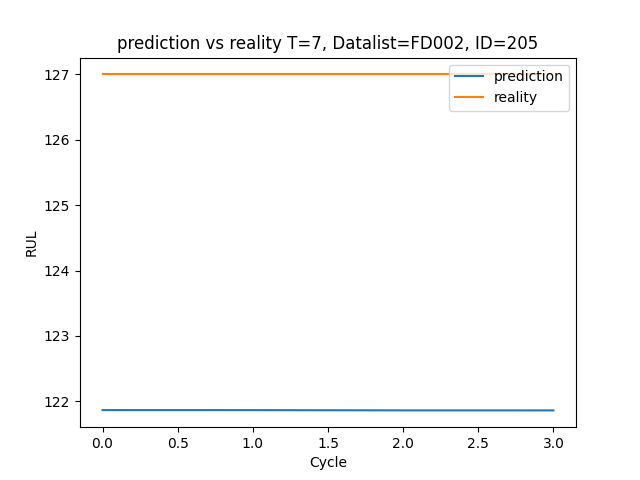 prediction vs reality T=7, Datalist=FD002, ID=205
127
126
125
124
123
122
RUL
prediction
reality
0.0 0.5 1.0 1.5 2.0 2.5 3.0
Cycle